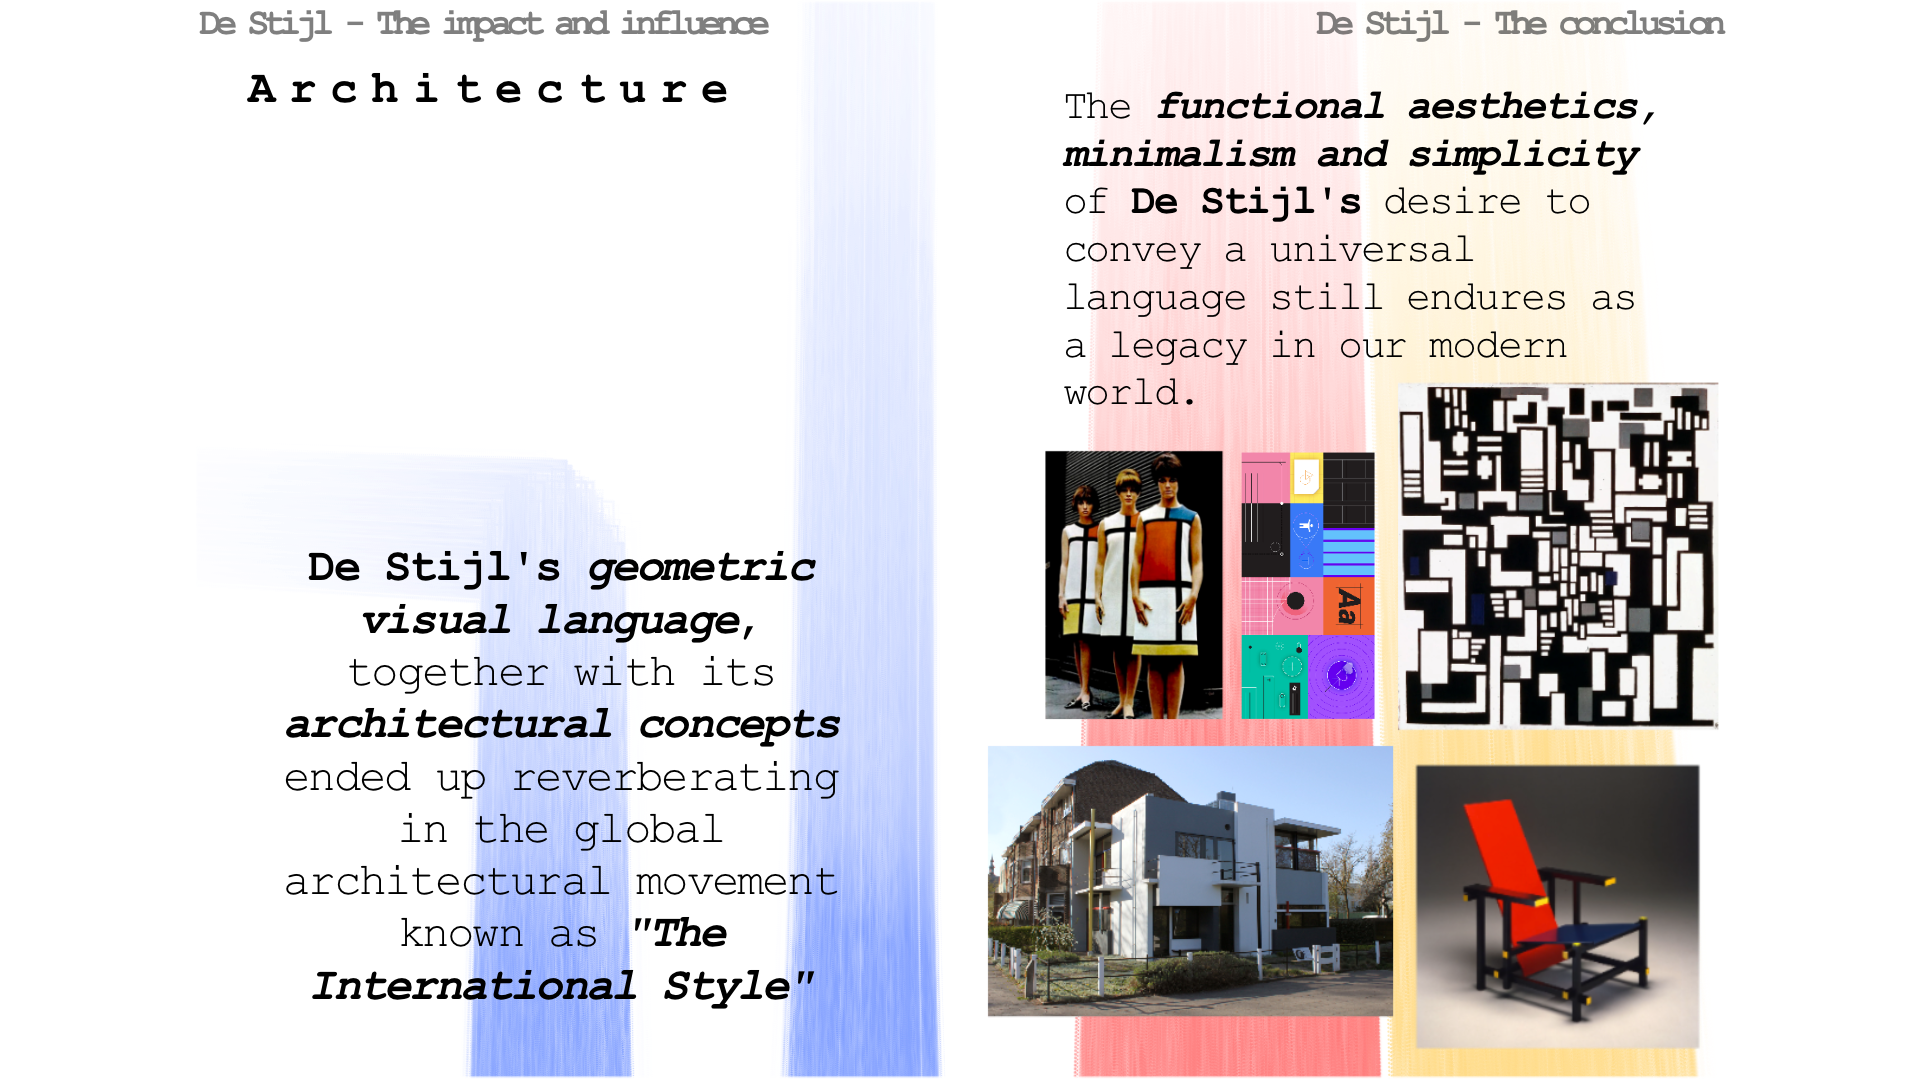 De Stijl - The impact and influence
Architecture
De Stijl's geometric
visual language,
together with its
architectural concepts
ended up reverberating
in the global
architectural movement
known as "The
International Style"
De Stijl - The conclusion
The functional aesthetics,
minimalism and simplicity
of De Stijl's desire to
convey a universal
language still endures as
a legacy in our modern
world.
Aa